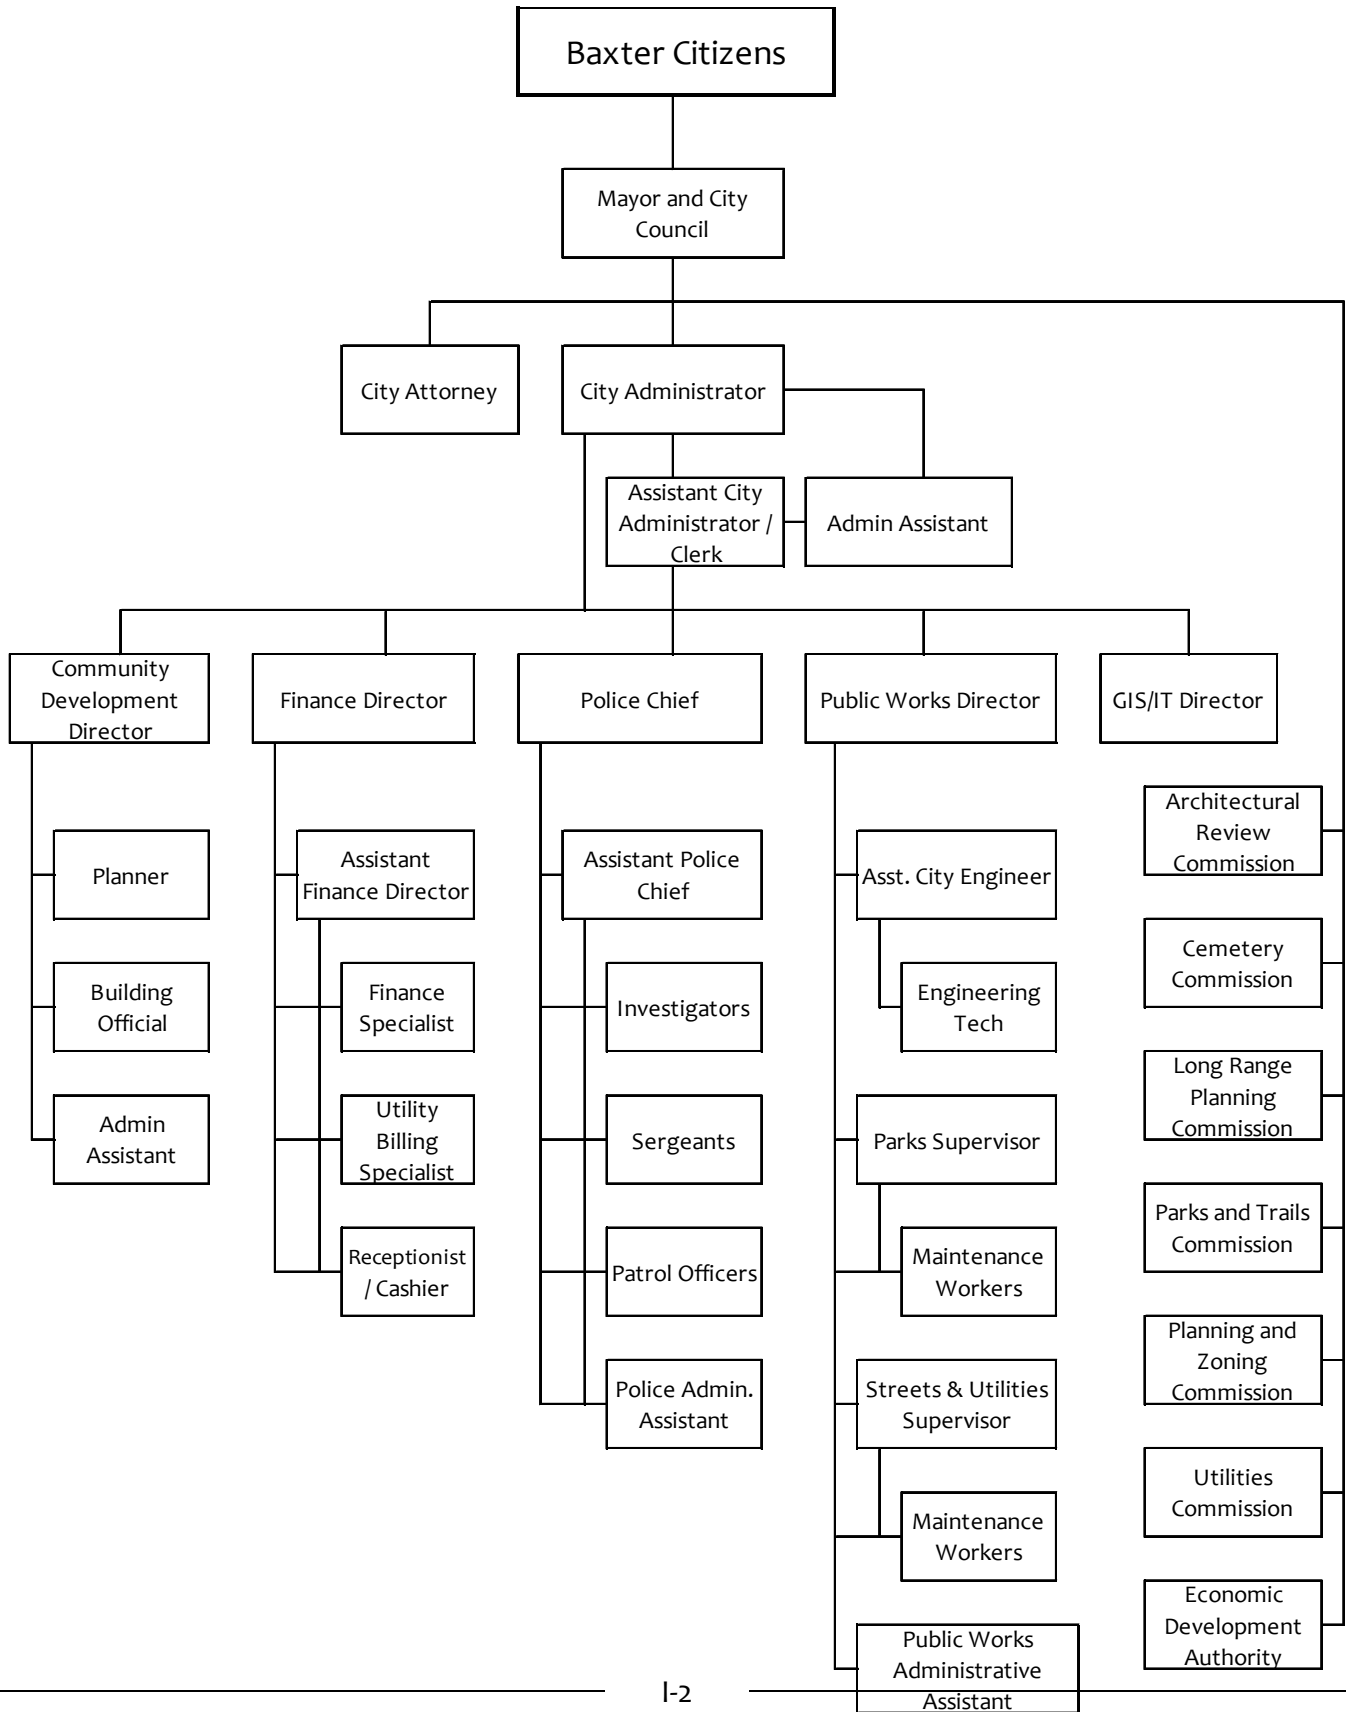 Baxter Citizens
Mayor and City
Council
City Attorney
City Administrator
Assistant City
Administrator /
Clerk
Admin Assistant
Community
Development
Director
Finance Director
Police Chief
Public Works Director
GIS/IT Director
Planner
Building
Official
Admin
Assistant
Assistant
Finance Director
Finance
Specialist
Utility
Billing
Specialist
Receptionist
/ Cashier
Assistant Police
Chief
Investigators
Sergeants
Patrol Officers
Police Admin.
Assistant
Asst. City Engineer
Engineering
Tech
Parks Supervisor
Maintenance
Workers
Streets & Utilities
Supervisor
Maintenance
Workers
Public Works
Administrative
Assistant
Architectural
Review
Commission
Cemetery
Commission
Long Range
Planning
Commission
Parks and Trails
Commission
Planning and
Zoning
Commission
Utilities
Commission
Economic
Development
Authority
I-2